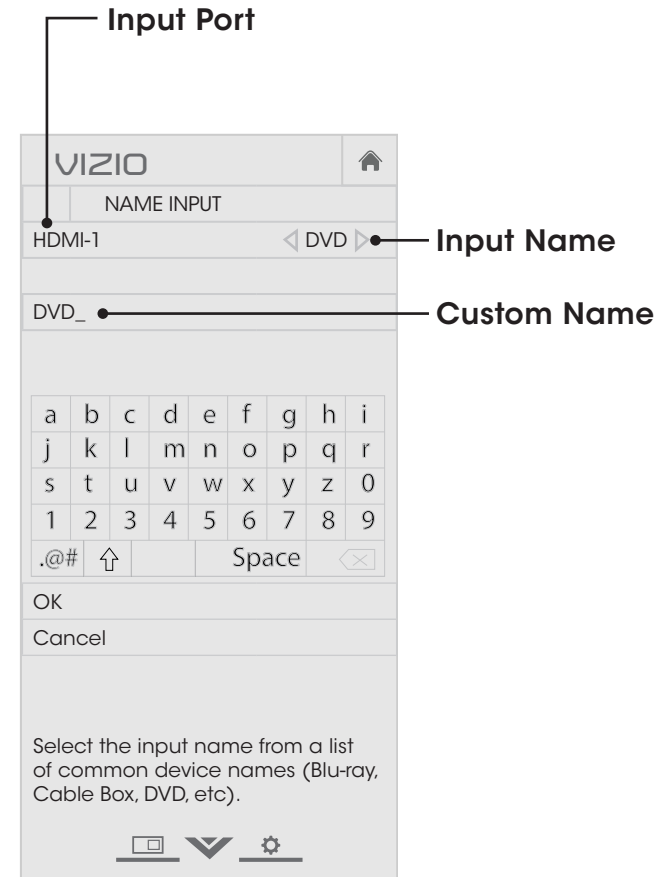 Input Port
VIZIO
NAME INPUT
HDMI-1 DVD Input Name
DVD_ Custom Name
a b c d e f g h i
j k l m n o p q r
s t u v w x y z 0
1 2 3 4 5 6 7 8 9
.@# Space
OK
Cancel
Select the input name from a list
of common device names (Blu-ray,
Cable Box, DVD, etc).